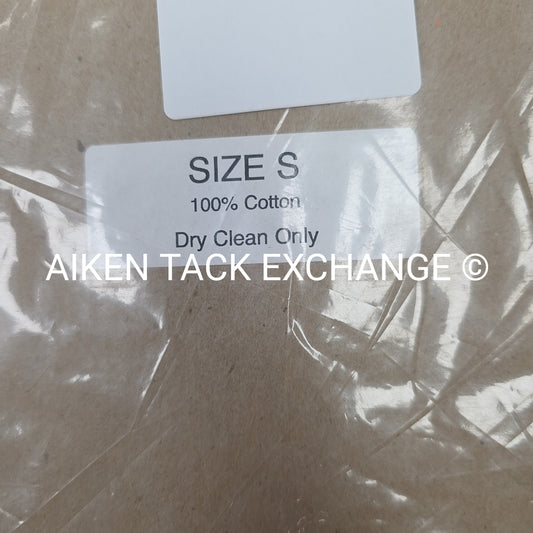 SIZE S
100% Cotton
Dry Clean Only
AIKEN TACK EXCHANGE ©